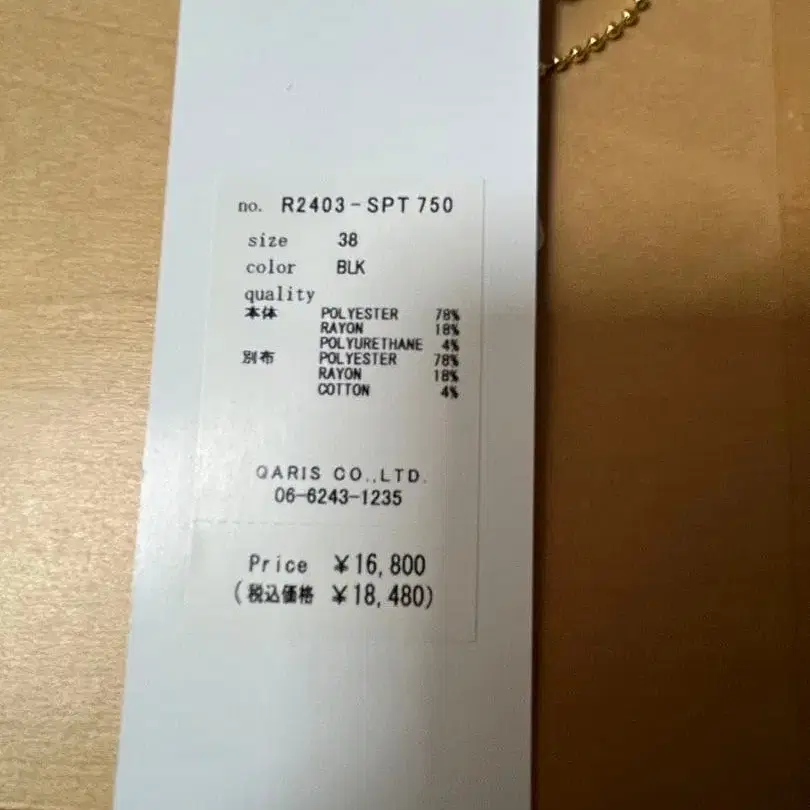 no. R2403-SPT 750
size 38
color BLK
quality
本体 POLYESTER 78%
RAYON 18%
POLYURETHANE 4%
別布 POLYESTER 78%
RAYON 18%
COTTON 4%
QARIS CO.,LTD.
06-6243-1235
Price ¥16,800
(税込価格 ¥18,480)